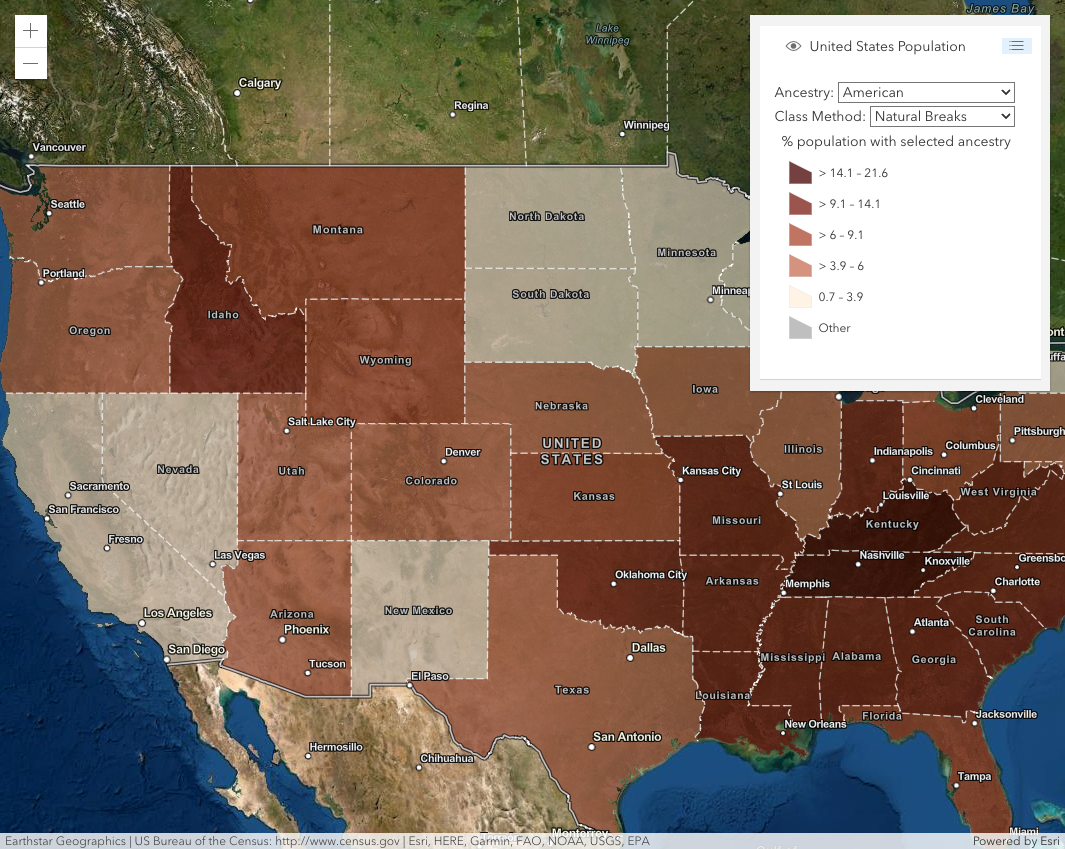 James Bay
Lake
Winnipeg
+
United States Population
−
Calgary
Ancestry: American
Regina
Class Method: Natural Breaks
Winnipeg
% population with selected ancestry
Vancouver
> 14.1 – 21.6
Seattle
> 9.1 – 14.1
North Dakota
Montana
> 6 – 9.1
Minnesota
Portland
> 3.9 – 6
South Dakota
Minneap
0.7 – 3.9
Idaho
Other
Oregon
ont
Wyoming
uffa
Iowa
Cleveland
Nebraska
Salt Lake City
Pittsburgh
UNITED
STATES
Illinois
Columbus
Denver
Indianapolis
Nevada
Utah
Kansas City
Cincinnati
Colorado
St Louis
Sacramento
Kansas
Louisville
West Virginia
San Francisco
Missouri
Kentucky
Fresno
Las Vegas
Nashville
Knoxville
Greensbo
Oklahoma City
Arkansas
Memphis
Charlotte
Los Angeles
Arizona
New Mexico
Phoenix
Atlanta
South
Carolina
San Diego
Dallas
Mississippi
Alabama
Georgia
Tucson
El Paso
Texas
Louisiana
Florida
Jacksonville
New Orleans
San Antonio
Hermosillo
Chihuahua
Tampa
Monterrey
Miami
Earthstar Geographics | US Bureau of the Census: http://www.census.gov | Esri, HERE, Garmin, FAO, NOAA, USGS, EPA
Powered by Esri